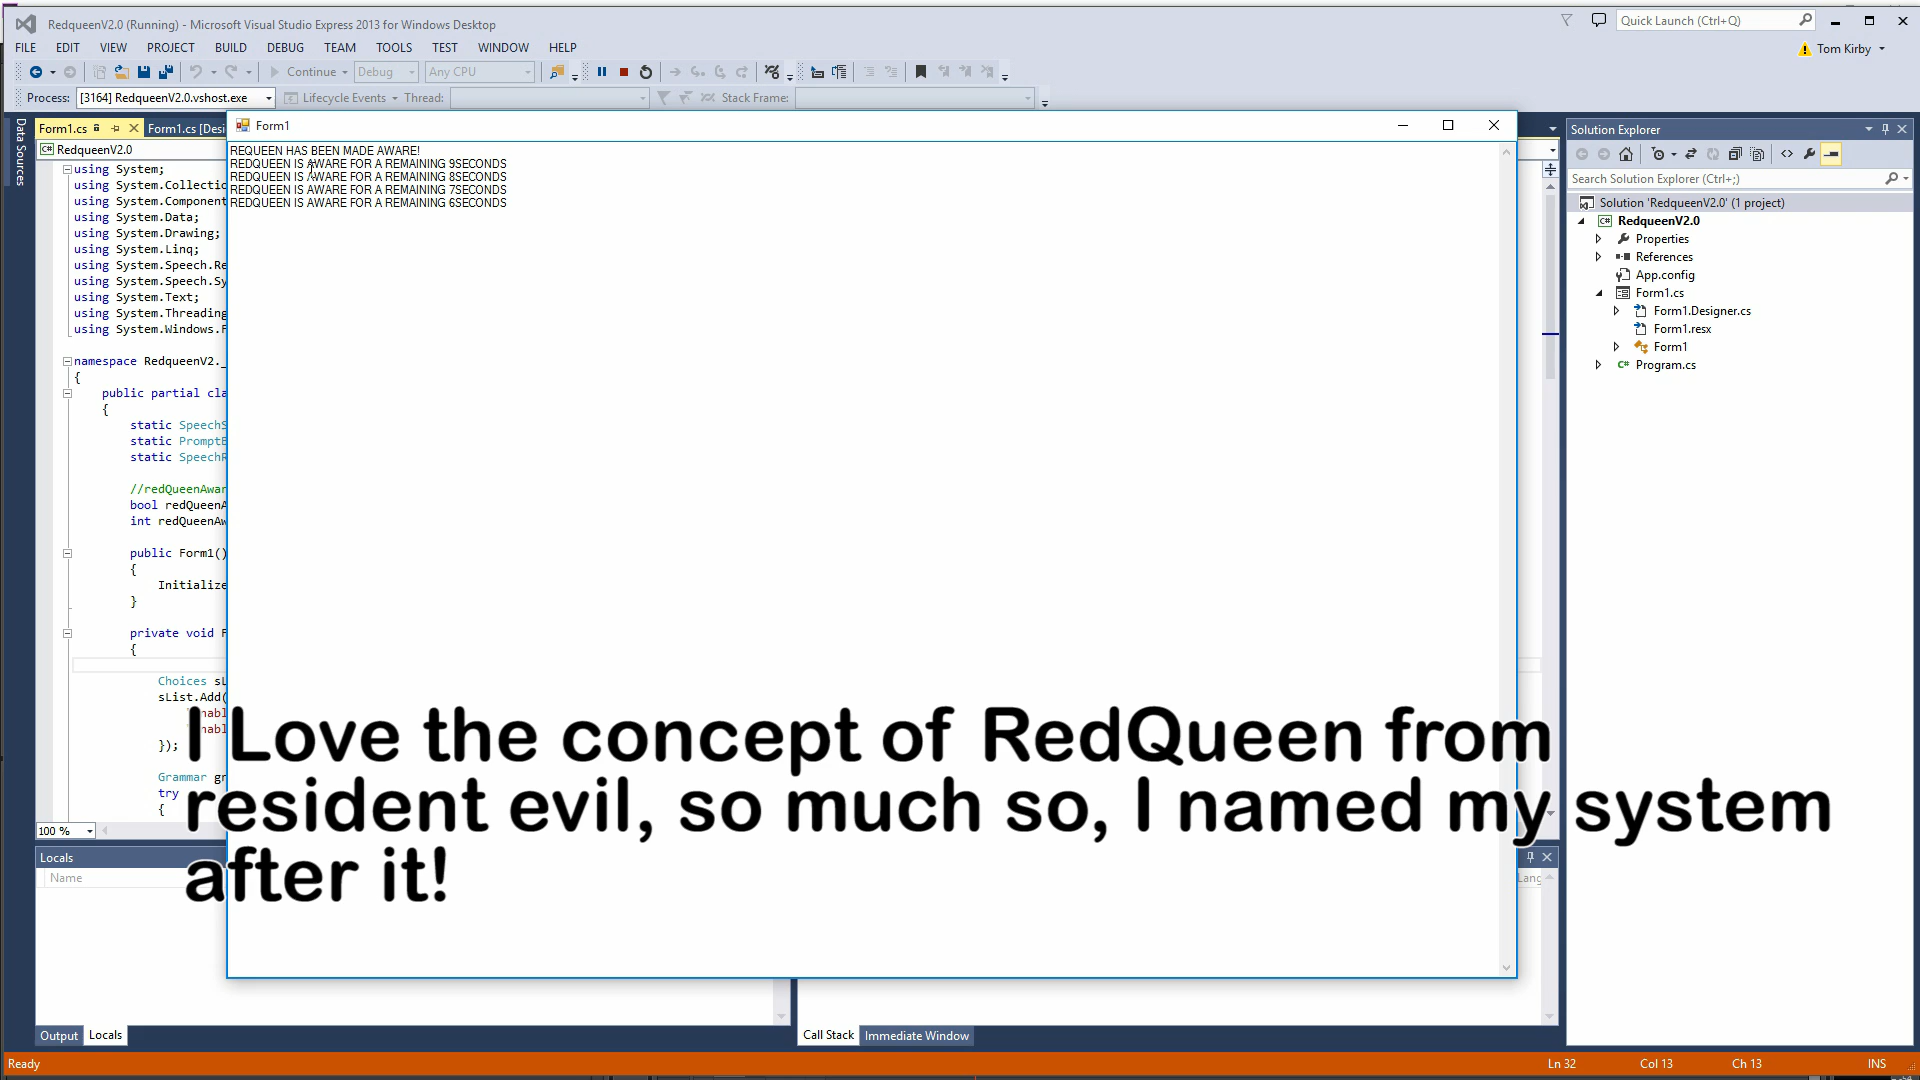 RedqueenV2.0 (Running) - Microsoft Visual Studio Express 2013 for Windows Desktop
Quick Launch (Ctrl+Q)
FILE EDIT VIEW PROJECT BUILD DEBUG TEAM TOOLS TEST WINDOW HELP
Tom Kirby
Continue Debug Any CPU
Process: [3164] RedqueenV2.0.vshost.exe Lifecycle Events Thread: Stack Frame:
Data Sources
Form1.cs Form1.cs [Desi
RedqueenV2.0
using System;
using System.Collectio
using System.Component
using System.Data;
using System.Drawing;
using System.Linq;
using System.Speech.Re
using System.Speech.Sy
using System.Text;
using System.Threading
using System.Windows.F
namespace RedqueenV2._
{
public partial cla
{
static SpeechS
static PromptB
static SpeechR
//redQueenAwar
bool redQueenA
int redQueenAw
public Form1()
{
Initialize
}
private void F
{
Choices sL
sList.Add(
});
Grammar gr
try
{
100 %
Form1
REQUEEN HAS BEEN MADE AWARE!
REDQUEEN IS AWARE FOR A REMAINING 9SECONDS
REDQUEEN IS AWARE FOR A REMAINING 8SECONDS
REDQUEEN IS AWARE FOR A REMAINING 7SECONDS
REDQUEEN IS AWARE FOR A REMAINING 6SECONDS
I Love the concept of RedQueen from
resident evil, so much so, I named my system
after it!
Solution Explorer
Search Solution Explorer (Ctrl+;)
Solution 'RedqueenV2.0' (1 project)
RedqueenV2.0
Properties
References
App.config
Form1.cs
Form1.Designer.cs
Form1.resx
Form1
Program.cs
Locals
Name
Lang
Output Locals
Call Stack Immediate Window
Ready Ln 32 Col 13 Ch 13 INS